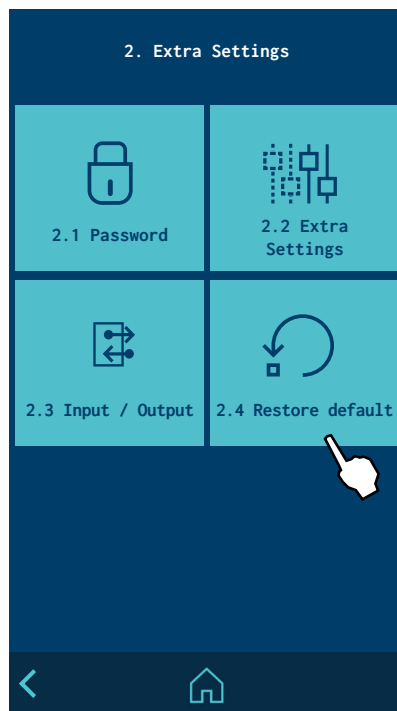 2. Extra Settings
2.1 Password
2.2 Extra
Settings
2.3 Input / Output
2.4 Restore default